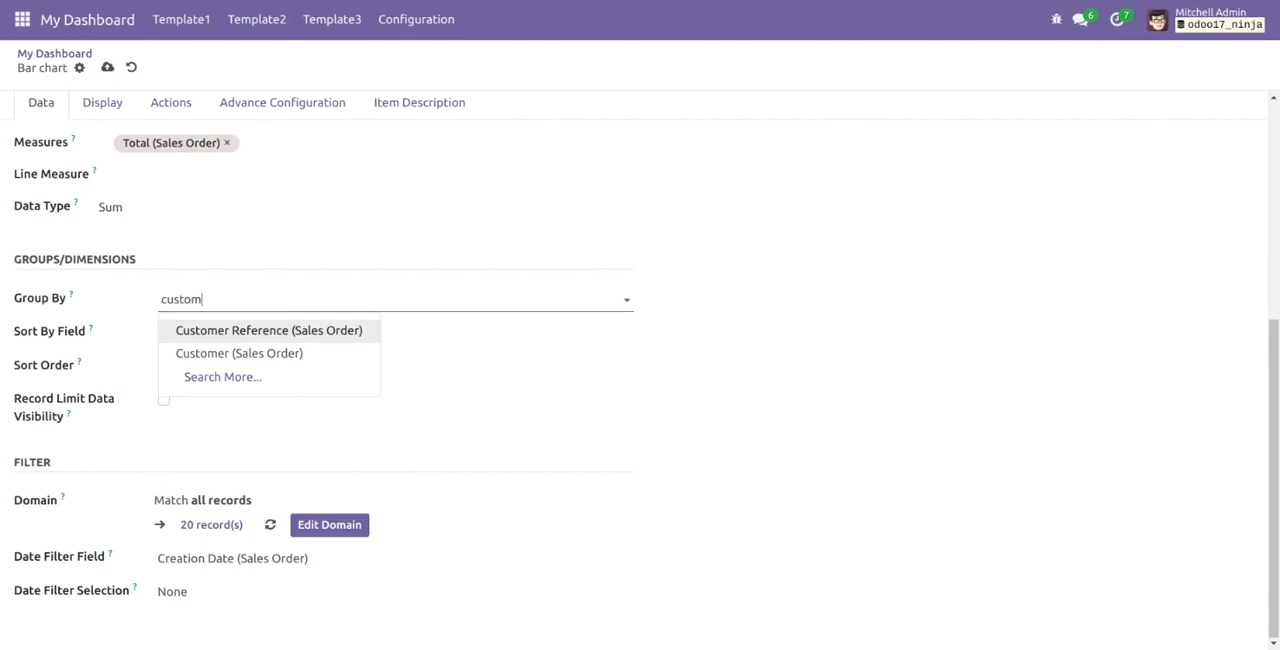 My Dashboard Template1 Template2 Template3 Configuration 6 7 Mitchell Admin
odoo17_ninja
My Dashboard
Bar chart
Data Display Actions Advance Configuration Item Description
Measures ? Total (Sales Order) ×
Line Measure ?
Data Type ? Sum
GROUPS/DIMENSIONS
Group By ? custom
Customer Reference (Sales Order)
Sort By Field ?
Customer (Sales Order)
Sort Order ?
Search More...
Record Limit Data
Visibility ?
FILTER
Domain ? Match all records
20 record(s) Edit Domain
Date Filter Field ? Creation Date (Sales Order)
Date Filter Selection ? None